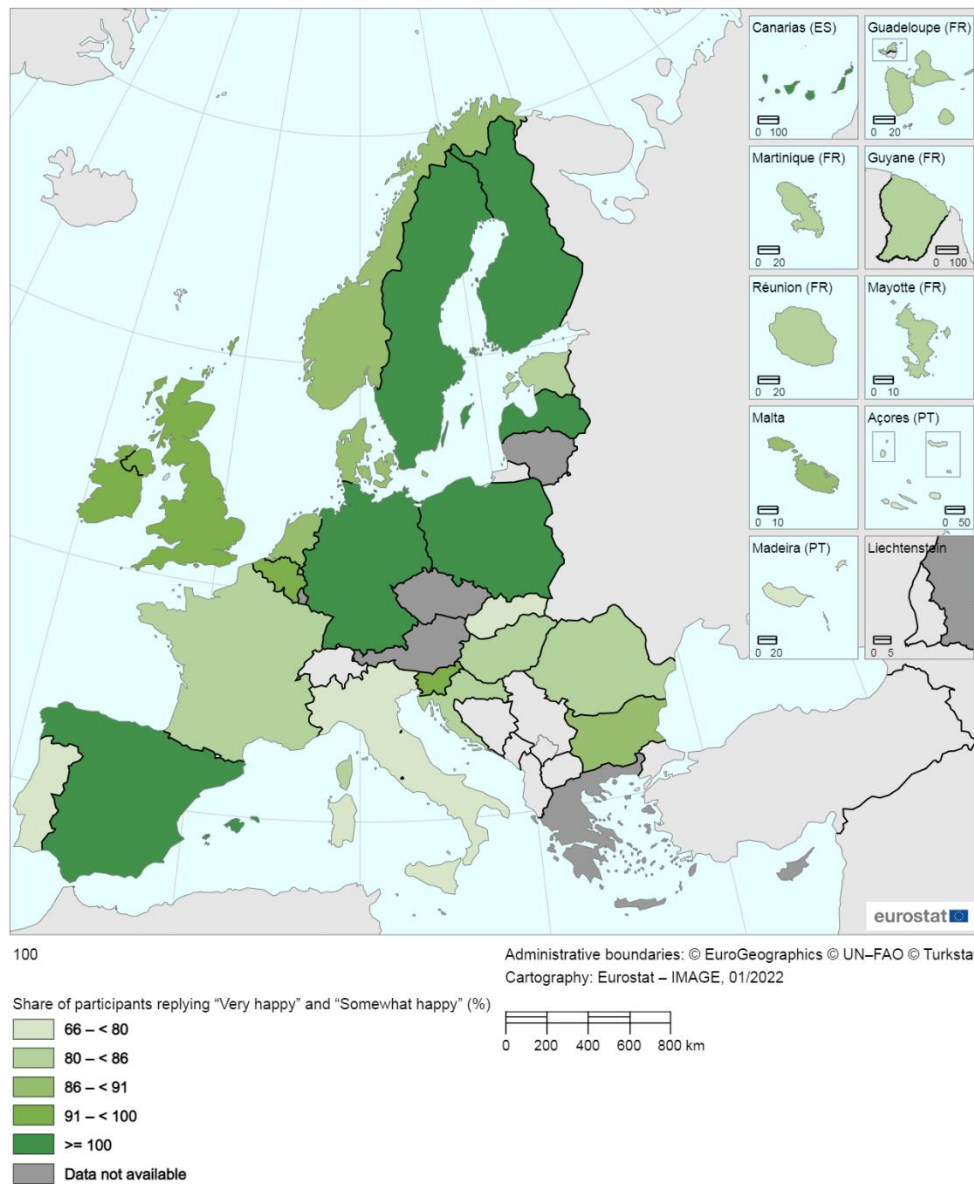 Canarias (ES)
0 100
Guadeloupe (FR)
0 20
Martinique (FR)
0 20
Guyane (FR)
0 100
Réunion (FR)
0 20
Mayotte (FR)
0 10
Malta
0 10
Açores (PT)
0 50
Madeira (PT)
0 20
Liechtenstein
0 5
eurostat
100
Administrative boundaries: © EuroGeographics © UN–FAO © Turksta
Cartography: Eurostat – IMAGE, 01/2022
Share of participants replying “Very happy” and “Somewhat happy” (%)
66 – < 80
80 – < 86
86 – < 91
91 – < 100
>= 100
Data not available
0 200 400 600 800 km